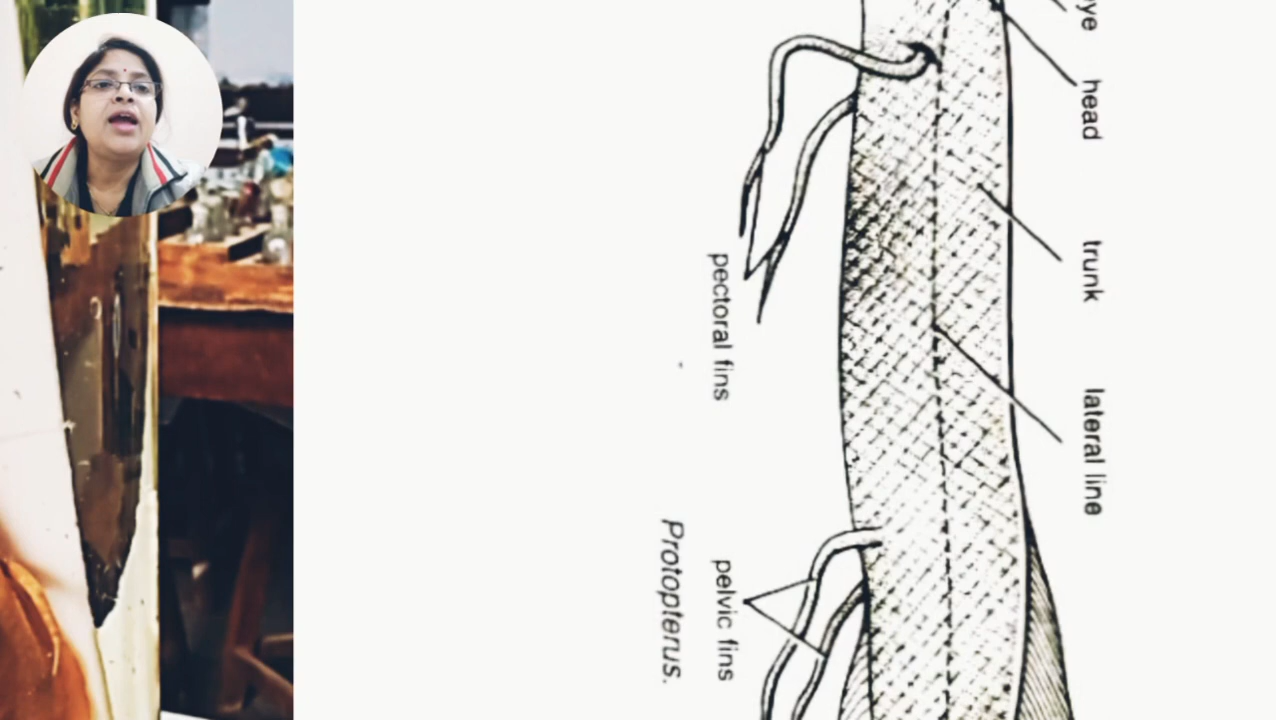 head
trunk
lateral line
pectoral fins
pelvic fins
Protopterus.